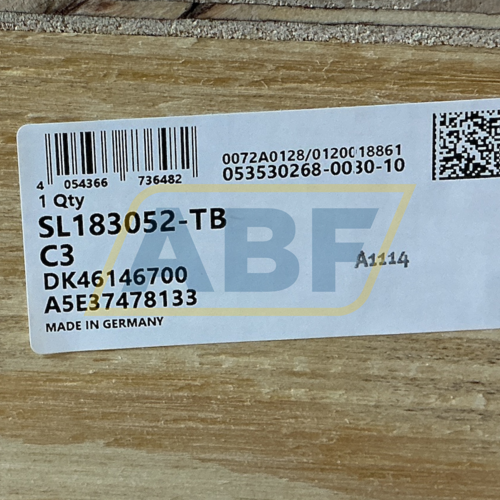 4 054366 736482
0072A0128/0120018861
053530268-0030-10
1 Qty
SL183052-TB
C3
DK46146700
A5E37478133
MADE IN GERMANY
A1114
ABF